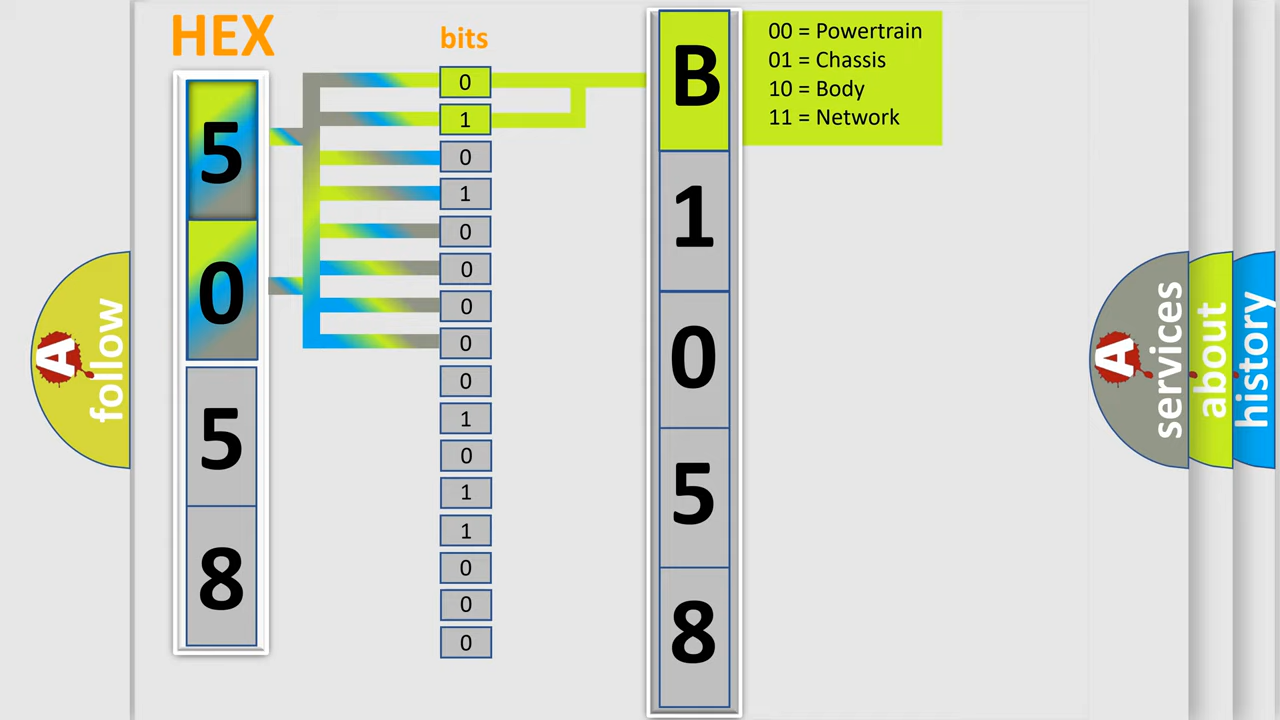 HEX
bits
5
0
5
8
0
1
0
1
0
0
0
0
0
1
0
1
1
0
0
0
B
1
0
5
8
00 = Powertrain
01 = Chassis
10 = Body
11 = Network
A
follow
A
services
about
history